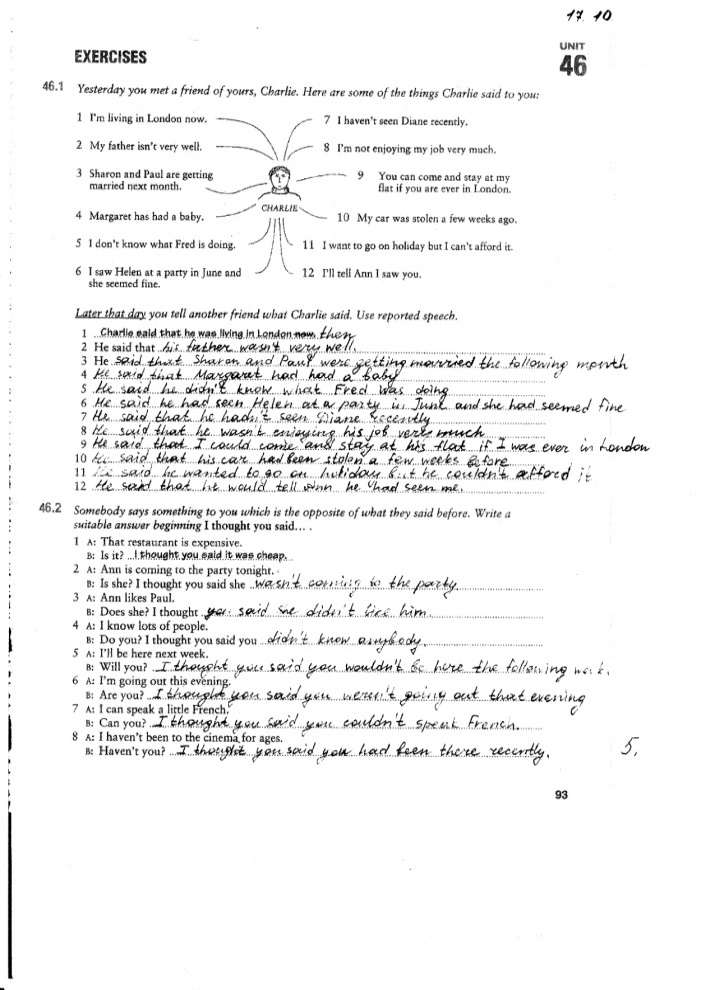 17. 10
EXERCISES
UNIT
46
46.1 Yesterday you met a friend of yours, Charlie. Here are some of the things Charlie said to you:
1 I'm living in London now.
2 My father isn't very well.
3 Sharon and Paul are getting
married next month.
4 Margaret has had a baby.
5 I don't know what Fred is doing.
6 I saw Helen at a party in June and
she seemed fine.
CHARLIE
7 I haven't seen Diane recently.
8 I'm not enjoying my job very much.
9 You can come and stay at my
flat if you are ever in London.
10 My car was stolen a few weeks ago.
11 I want to go on holiday but I can't afford it.
12 I'll tell Ann I saw you.
Later that day you tell another friend what Charlie said. Use reported speech.
1 Charlie said that he was living in London now. then
2 He said that his father wasn't very well.
3 He said that Sharon and Paul were getting married the following month
4 He said that Margaret had had a baby
5 He said he didn't know what Fred was doing
6 He said he had seen Helen at a party in June and she had seemed fine
7 He said that he hadn't seen Diane recently
8 He said that he wasn't enjoying his job very much
9 He said that I could come and stay at his flat if I was ever in London
10 He said that his car had been stolen a few weeks before
11 He said he wanted to go on holiday but he couldn't afford it
12 He said that he would tell Ann he had seen me.
46.2 Somebody says something to you which is the opposite of what they said before. Write a
suitable answer beginning I thought you said... .
1 A: That restaurant is expensive.
B: Is it? I thought you said it was cheap.
2 A: Ann is coming to the party tonight.
B: Is she? I thought you said she wasn't coming to the party
3 A: Ann likes Paul.
B: Does she? I thought you said she didn't like him.
4 A: I know lots of people.
B: Do you? I thought you said you didn't know anybody.
5 A: I'll be here next week.
B: Will you? I thought you said you wouldn't be here the following week.
6 A: I'm going out this evening.
B: Are you? I thought you said you weren't going out that evening
7 A: I can speak a little French.
B: Can you? I thought you said you couldn't speak French.
8 A: I haven't been to the cinema for ages.
B: Haven't you? I thought you said you had been there recently.
5.
93